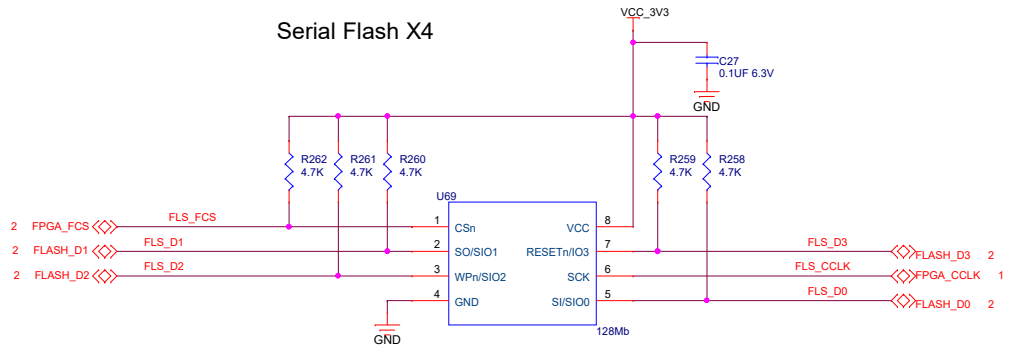 Serial Flash X4
VCC_3V3
C27
0.1UF 6.3V
GND
R262
4.7K
R261
4.7K
R260
4.7K
R259
4.7K
R258
4.7K
U69
2 FPGA_FCS FLS_FCS 1 CSn VCC 8
2 FLASH_D1 FLS_D1 2 SO/SIO1 RESETn/IO3 7 FLS_D3 FLASH_D3 2
2 FLASH_D2 FLS_D2 3 WPn/SIO2 SCK 6 FLS_CCLK FPGA_CCLK 1
4 GND SI/SIO0 5 FLS_D0 FLASH_D0 2
GND
128Mb